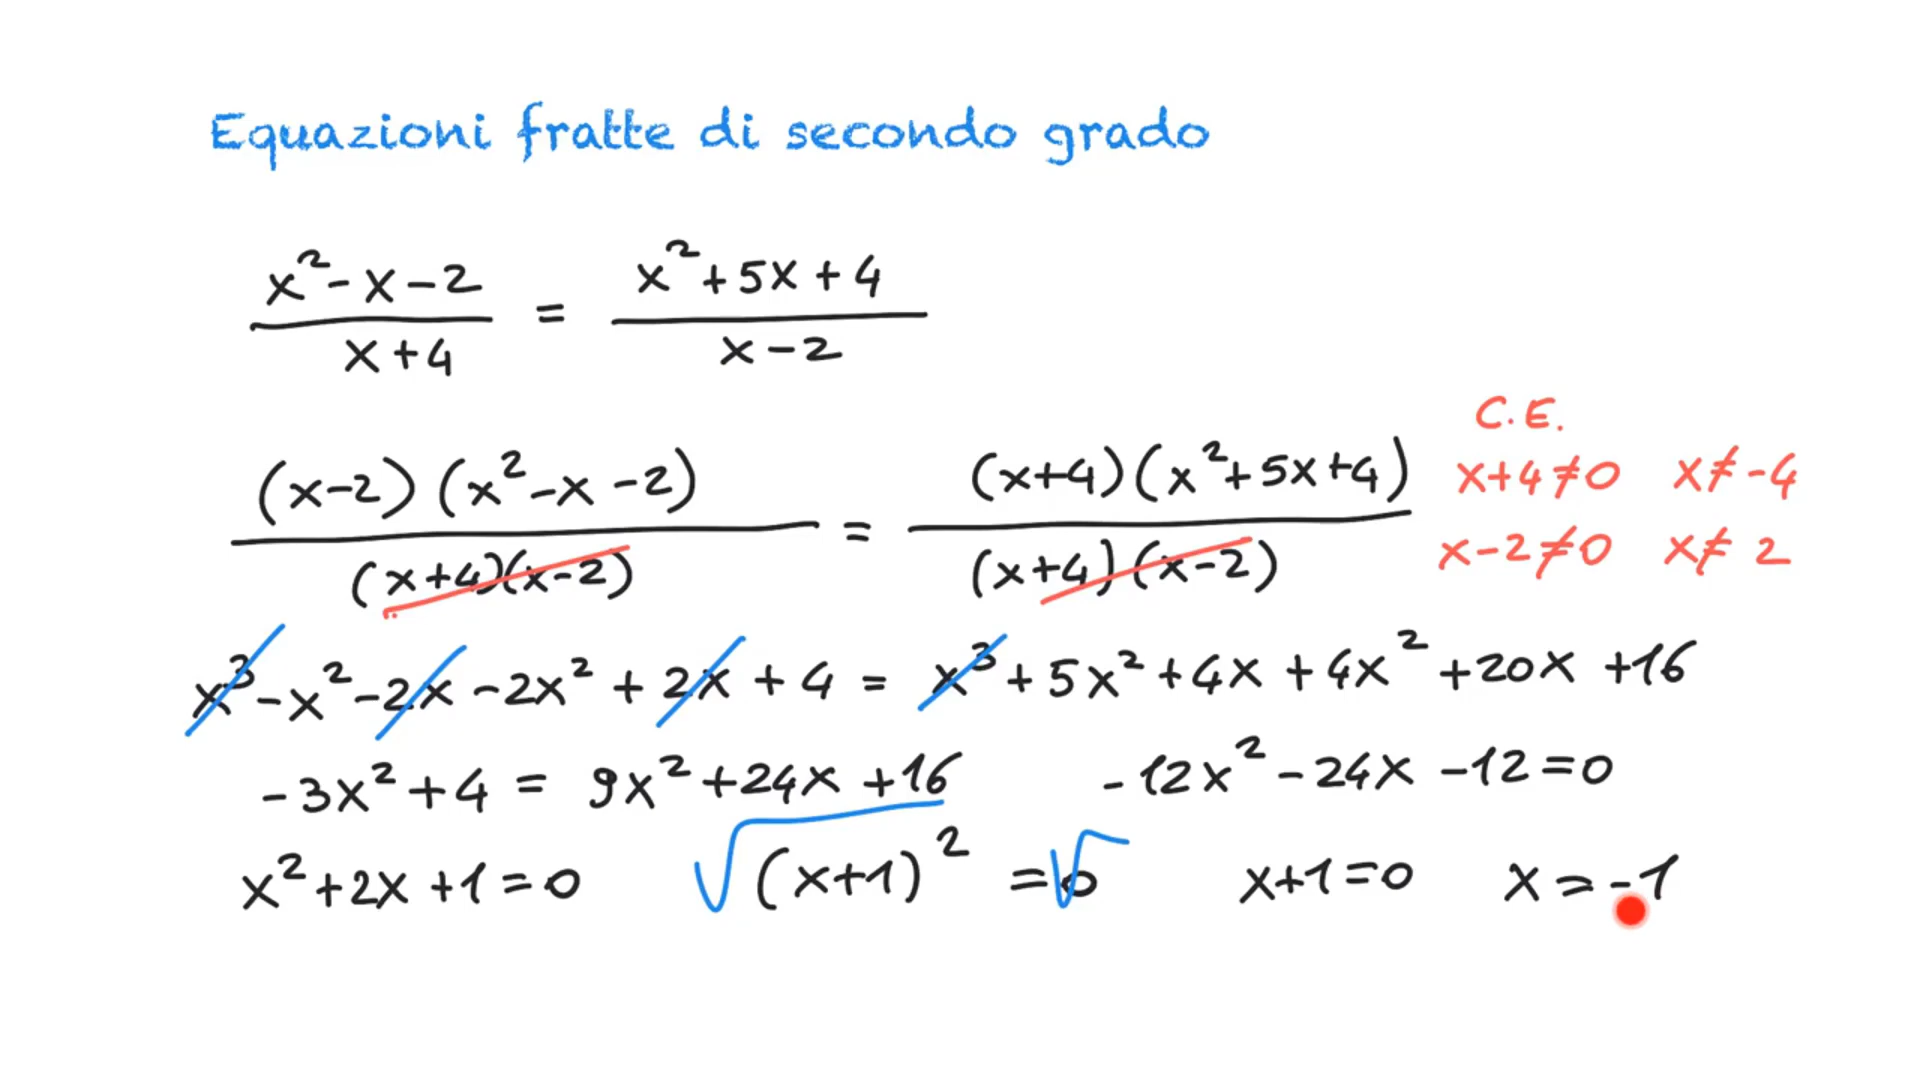 Equazioni fratte di secondo grado
x²-x-2 / x+4 = x²+5x+4 / x-2
C.E.
(x-2)(x²-x-2) / (x+4)(x-2) = (x+4)(x²+5x+4) / (x+4)(x-2)
x+4≠0 x≠-4
x-2≠0 x≠2
x³-x²-2x-2x²+2x+4=x³+5x²+4x+4x²+20x+16
-3x²+4=9x²+24x+16 -12x²-24x-12=0
x²+2x+1=0 √(x+1)²=√0 x+1=0 x=-1